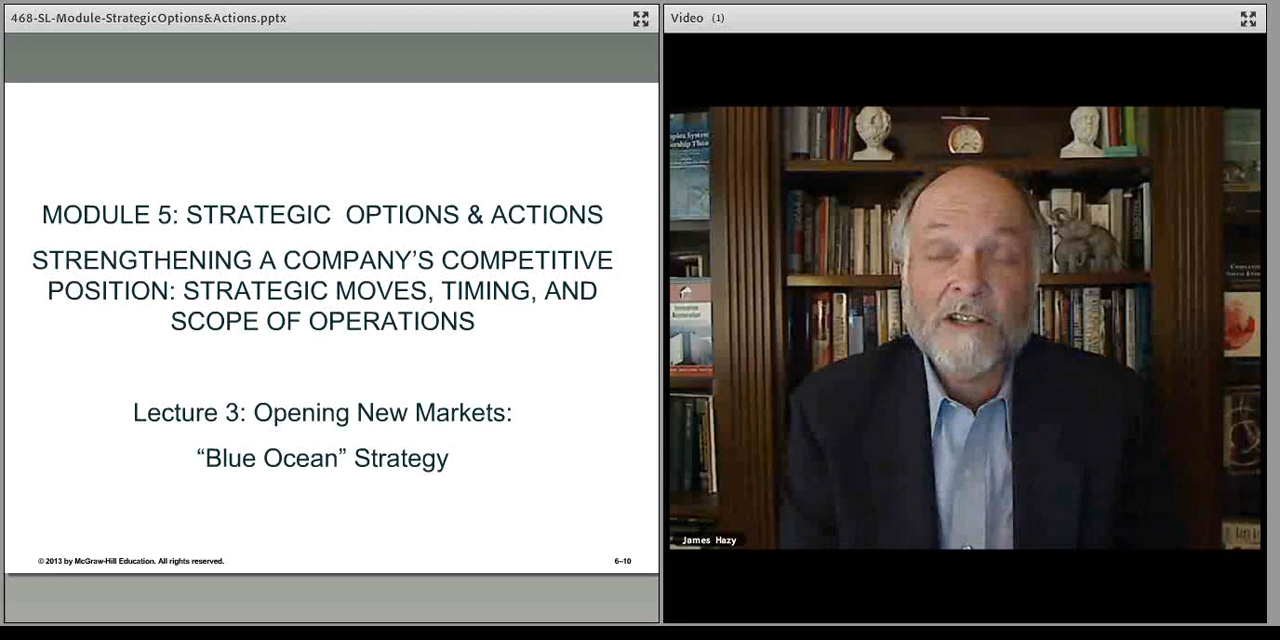 468-SL-Module-StrategicOptions&Actions.pptx
Video (1)
MODULE 5: STRATEGIC  OPTIONS & ACTIONS
STRENGTHENING A COMPANY’S COMPETITIVE
POSITION: STRATEGIC MOVES, TIMING, AND
SCOPE OF OPERATIONS
Lecture 3: Opening New Markets:
“Blue Ocean” Strategy
© 2013 by McGraw-Hill Education. All rights reserved.
6–10
James Hazy